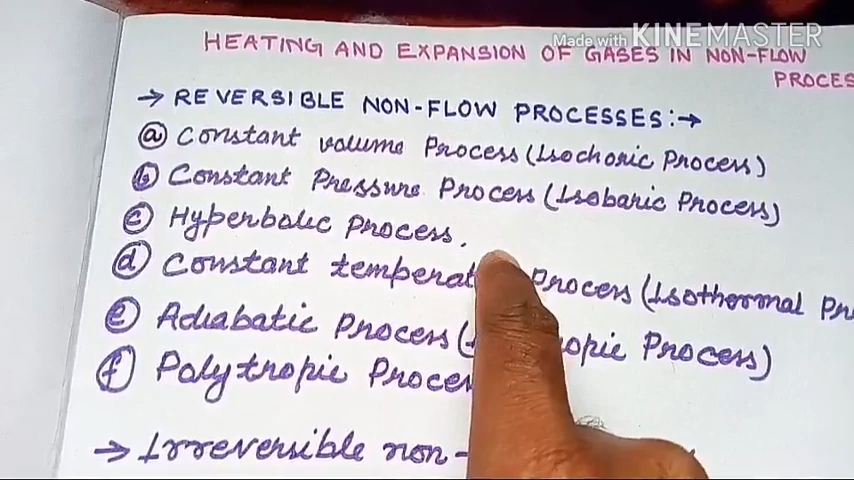 Made with KINEMASTER
HEATING AND EXPANSION OF GASES IN NON-FLOW
PROCES
→ REVERSIBLE NON-FLOW PROCESSES:→
(a) Constant volume Process (Isochoric Process)
(b) Constant Pressure Process (Isobaric Process)
(c) Hyperbolic Process.
(d) Constant temperat Process (Isothermal Pr
(e) Adiabatic Process ( opic Process)
(f) Polytropic Proces
→ Irreversible non-